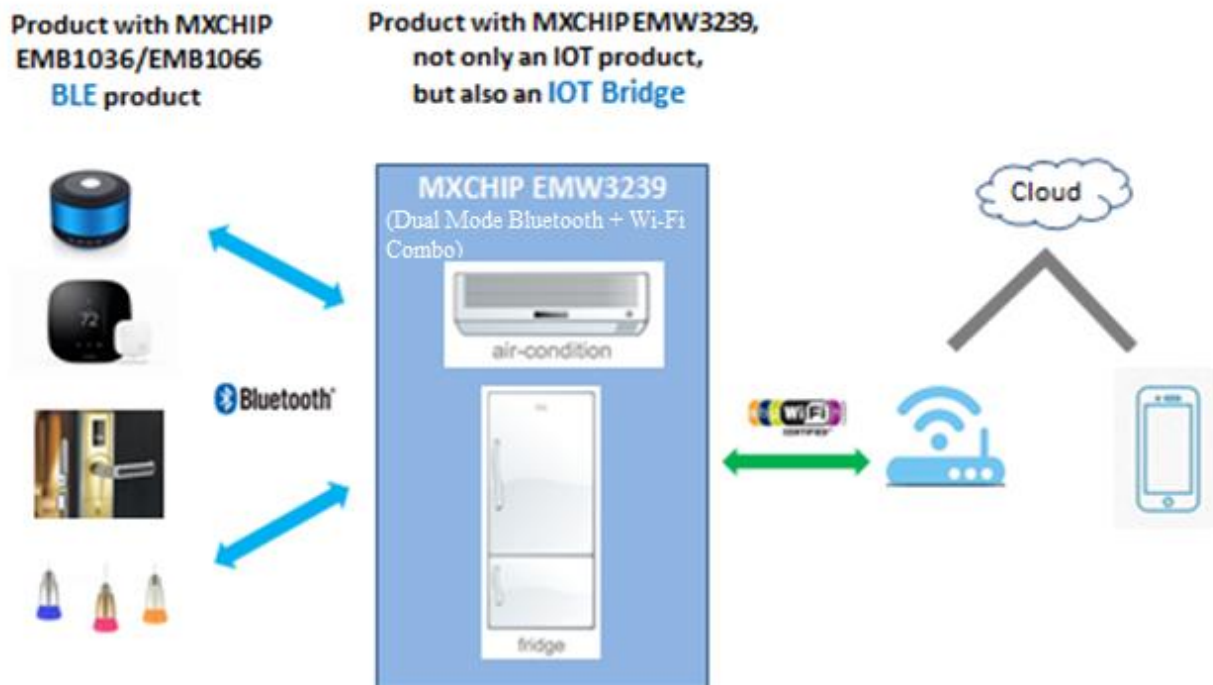 Product with MXCHIP
EMB1036/EMB1066
BLE product
Product with MXCHIP EMW3239,
not only an IOT product,
but also an IOT Bridge
MXCHIP EMW3239
(Dual Mode Bluetooth + Wi-Fi
Combo)
air-condition
fridge
72
Bluetooth
Wi Fi
CERTIFIED
Cloud